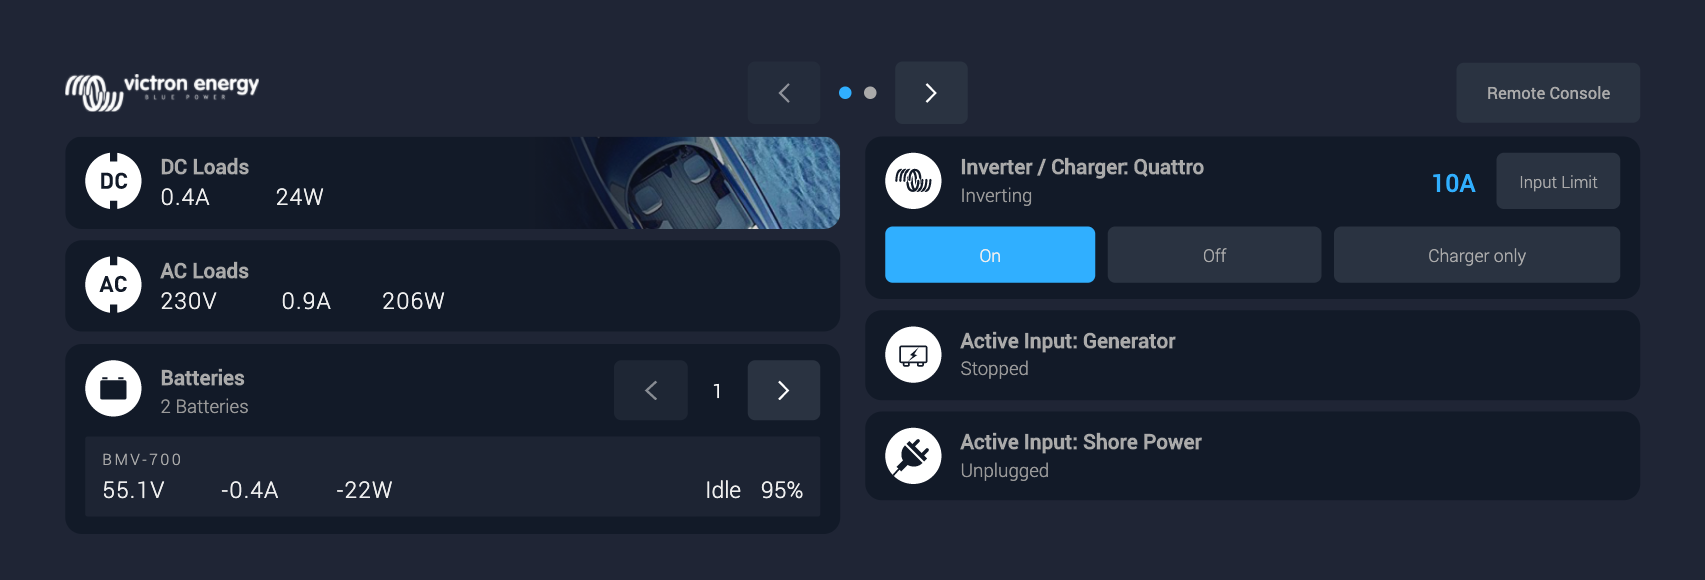 victron energy
BLUE POWER
Remote Console
DC
DC Loads
0.4A 24W
AC
AC Loads
230V 0.9A 206W
Batteries
2 Batteries
1
BMV-700
55.1V -0.4A -22W Idle 95%
Inverter / Charger: Quattro
Inverting
10A Input Limit
On Off Charger only
Active Input: Generator
Stopped
Active Input: Shore Power
Unplugged